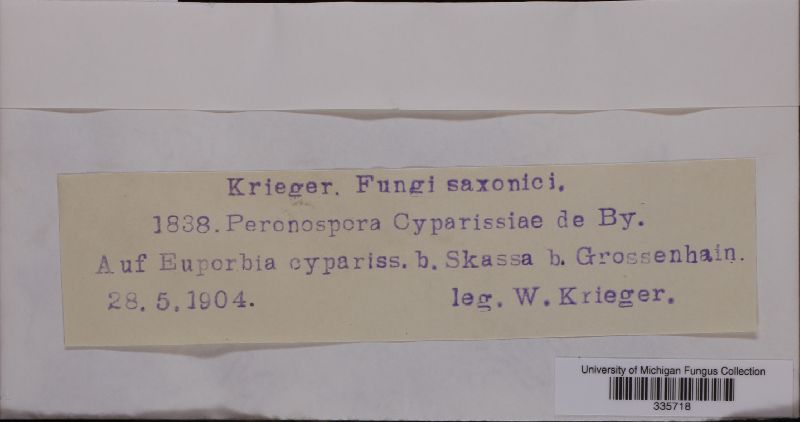 Krieger. Fungi saxonici.
1838. Peronospora Cyparissiae de By.
Auf Euporbia cypariss. b. Skassa b. Grossenhain.
28. 5. 1904. leg. W. Krieger.
University of Michigan Fungus Collection
335718